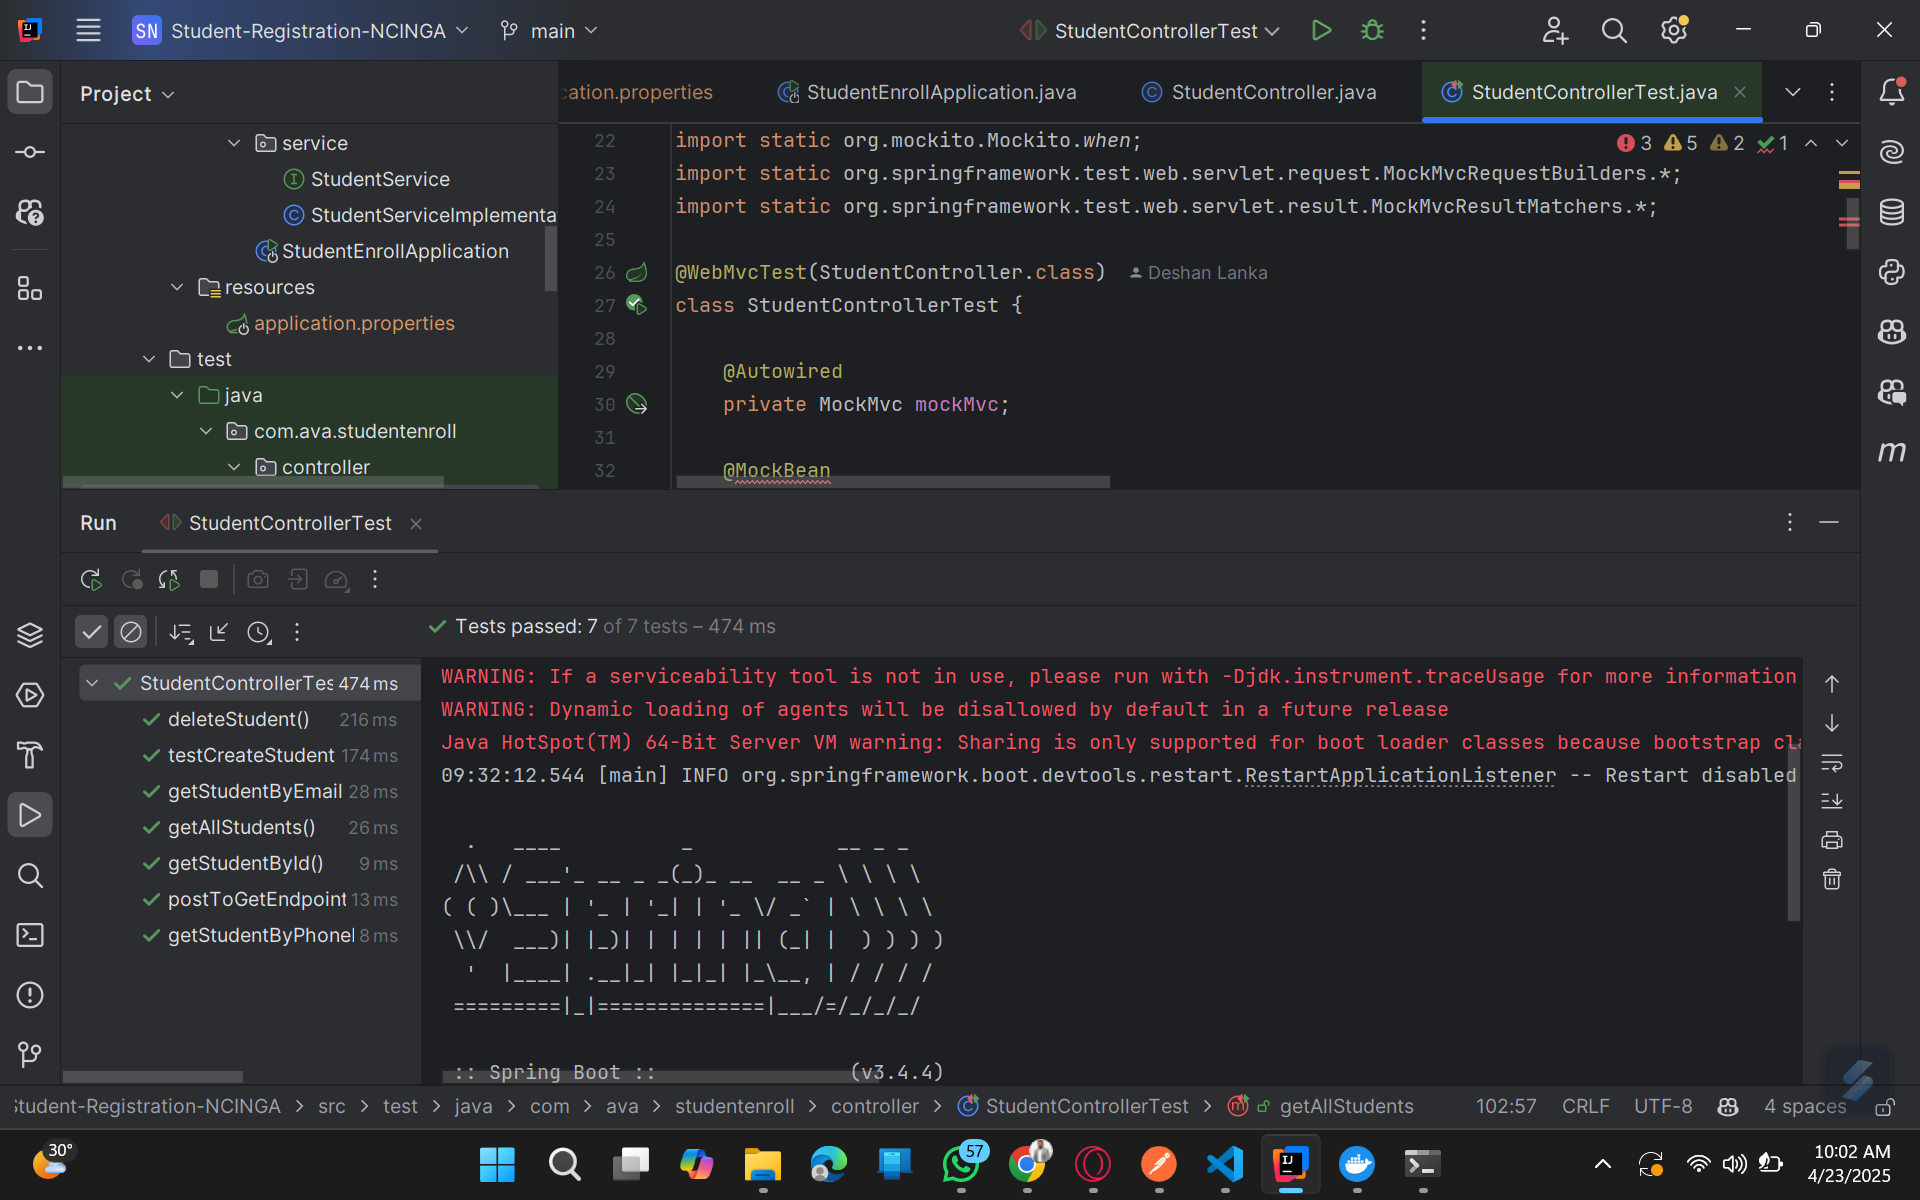 SN Student-Registration-NCINGA main StudentControllerTest
Project
ation.properties StudentEnrollApplication.java StudentController.java StudentControllerTest.java
service
StudentService
StudentServiceImplementa
StudentEnrollApplication
resources
application.properties
test
java
com.ava.studentenroll
controller
3 5 2 1
22 import static org.mockito.Mockito.when;
23 import static org.springframework.test.web.servlet.request.MockMvcRequestBuilders.*;
24 import static org.springframework.test.web.servlet.result.MockMvcResultMatchers.*;
25
26 @WebMvcTest(StudentController.class) Deshan Lanka
27 class StudentControllerTest {
28
29 @Autowired
30 private MockMvc mockMvc;
31
32 @MockBean
Run StudentControllerTest
Tests passed: 7 of 7 tests – 474 ms
StudentControllerTes 474 ms
deleteStudent() 216 ms
testCreateStudent 174 ms
getStudentByEmail 28 ms
getAllStudents() 26 ms
getStudentById() 9 ms
postToGetEndpoint 13 ms
getStudentByPhone 8 ms
WARNING: If a serviceability tool is not in use, please run with -Djdk.instrument.traceUsage for more information
WARNING: Dynamic loading of agents will be disallowed by default in a future release
Java HotSpot(TM) 64-Bit Server VM warning: Sharing is only supported for boot loader classes because bootstrap cla
09:32:12.544 [main] INFO org.springframework.boot.devtools.restart.RestartApplicationListener -- Restart disabled
  .   ____          _            __ _ _
 /\\ / ___'_ __ _ _(_)_ __  __ _ \ \ \ \
( ( )\___ | '_ | '_| | '_ \/ _` | \ \ \ \
 \\/  ___)| |_)| | | | | || (_| |  ) ) ) )
  '  |____| .__|_| |_|_| |_\__, | / / / /
 =========|_|==============|___/=/_/_/_/
:: Spring Boot :: (v3.4.4)
Student-Registration-NCINGA > src > test > java > com > ava > studentenroll > controller > StudentControllerTest > getAllStudents 102:57 CRLF UTF-8 4 spaces
30°
57
10:02 AM
4/23/2025